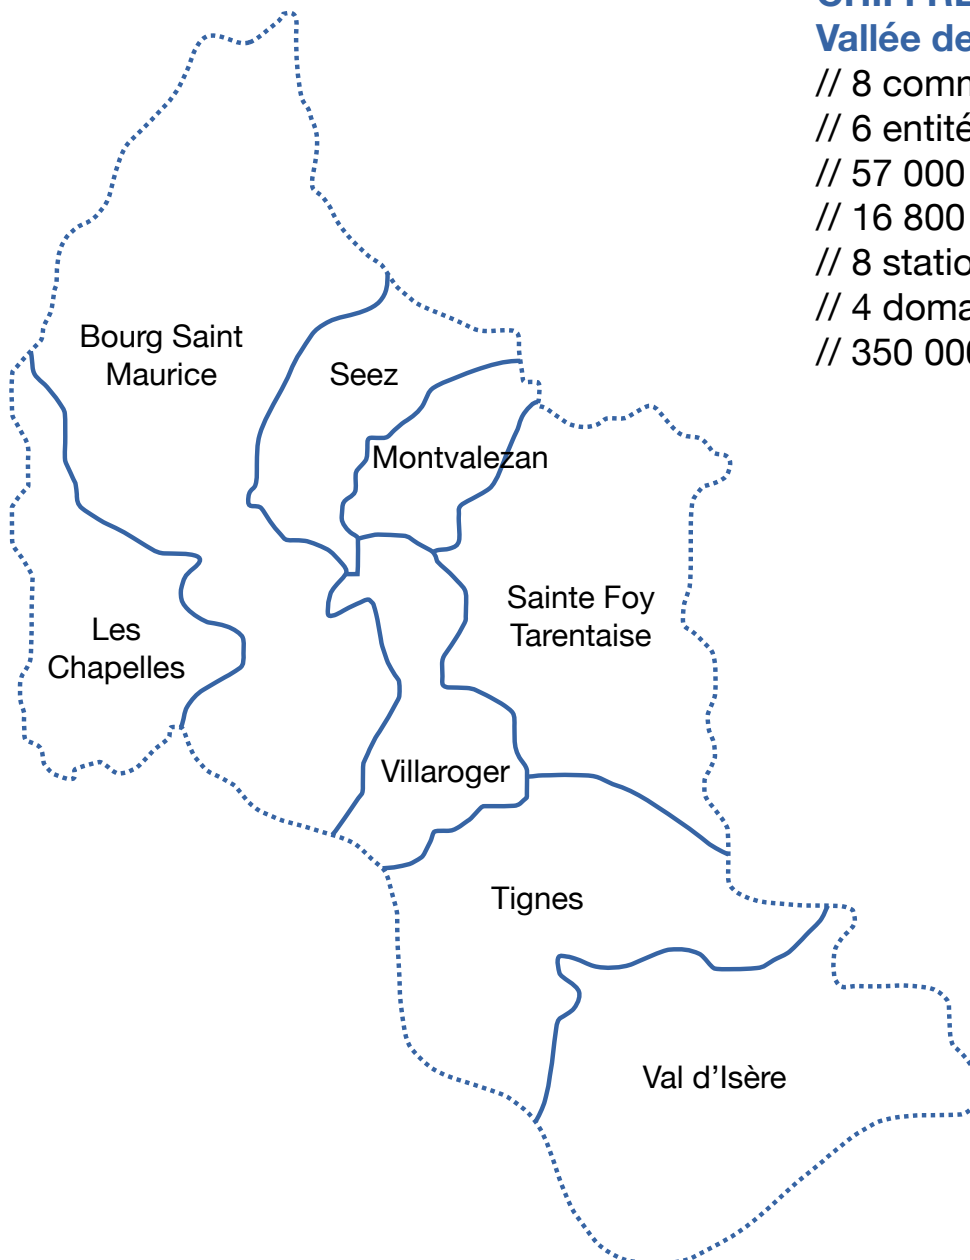 Vallée de
// 8 comm
// 6 entité
// 57 000
// 16 800
// 8 statio
// 4 doma
// 350 000
Bourg Saint
Maurice
Seez
Montvalezan
Sainte Foy
Tarentaise
Les
Chapelles
Villaroger
Tignes
Val d'Isère